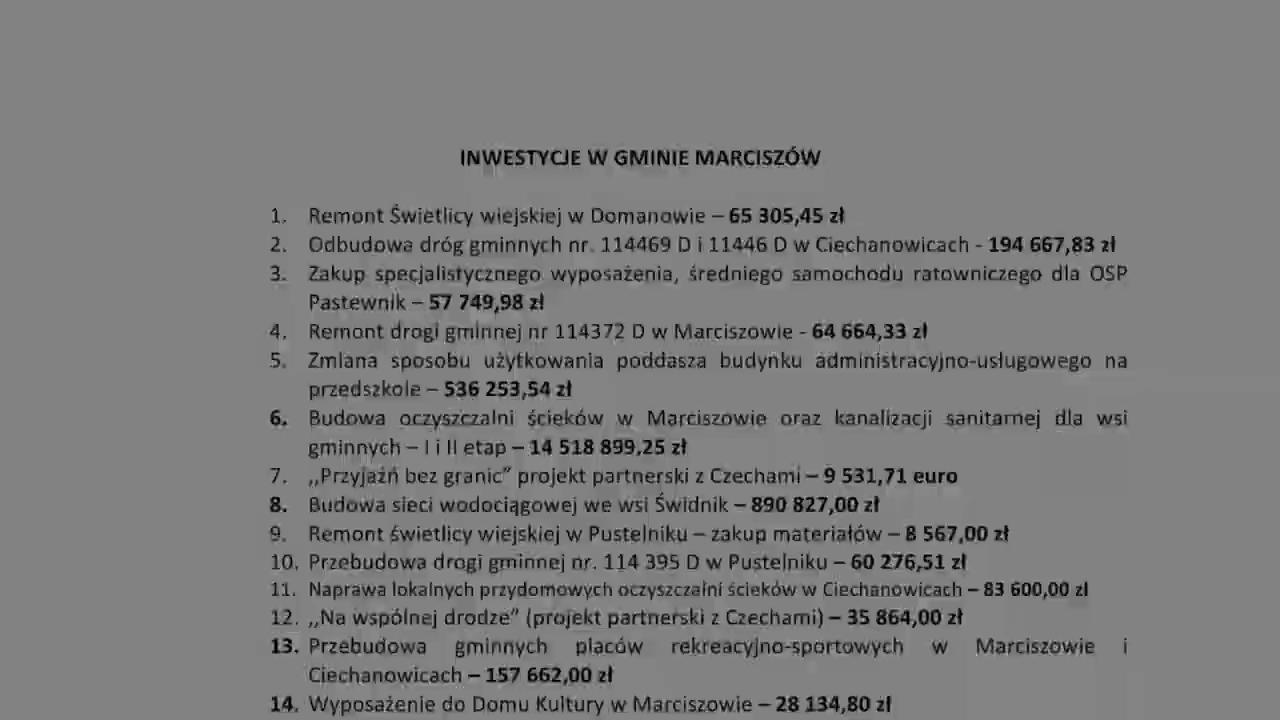 INWESTYCJE W GMINIE MARCISZÓW
1. Remont Świetlicy wiejskiej w Domanowie – 65 305,45 zł
2. Odbudowa dróg gminnych nr. 114469 D i 11446 D w Ciechanowicach - 194 667,83 zł
3. Zakup specjalistycznego wyposażenia, średniego samochodu ratowniczego dla OSP
Pastewnik – 57 749,98 zł
4. Remont drogi gminnej nr 114372 D w Marciszowie - 64 664,33 zł
5. Zmiana sposobu użytkowania poddasza budynku administracyjno-usługowego na
przedszkole – 536 253,54 zł
6. Budowa oczyszczalni ścieków w Marciszowie oraz kanalizacji sanitarnej dla wsi
gminnych – I i II etap – 14 518 899,25 zł
7. ,,Przyjaźń bez granic” projekt partnerski z Czechami – 9 531,71 euro
8. Budowa sieci wodociągowej we wsi Świdnik – 890 827,00 zł
9. Remont świetlicy wiejskiej w Pustelniku – zakup materiałów – 8 567,00 zł
10. Przebudowa drogi gminnej nr. 114 395 D w Pustelniku – 60 276,51 zł
11. Naprawa lokalnych przydomowych oczyszczalni ścieków w Ciechanowicach – 83 600,00 zł
12. ,,Na wspólnej drodze” (projekt partnerski z Czechami) – 35 864,00 zł
13. Przebudowa gminnych placów rekreacyjno-sportowych w Marciszowie i
Ciechanowicach – 157 662,00 zł
14. Wyposażenie do Domu Kultury w Marciszowie – 28 134,80 zł